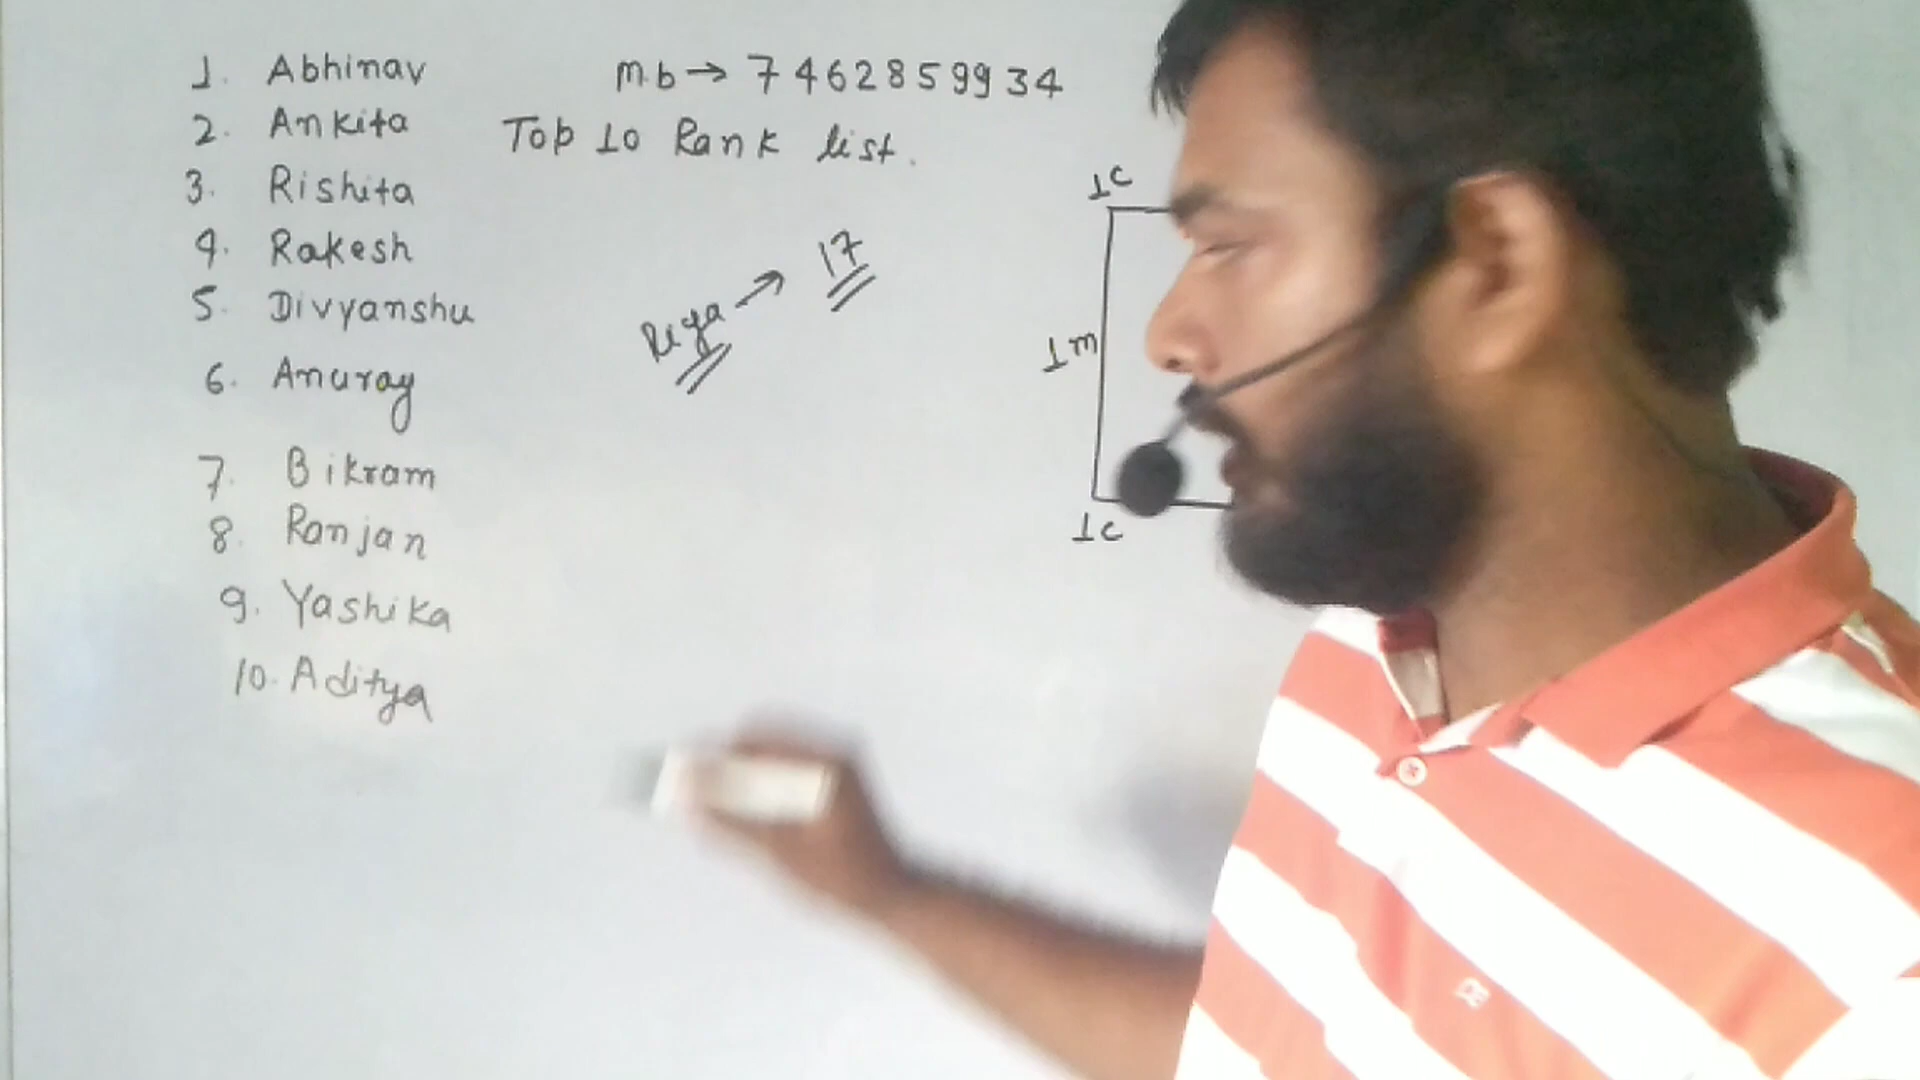 1. Abhinav
m.b → 7462859934
2. Ankita
Top 10 Rank list.
3. Rishita
4. Rakesh
5. Divyanshu
6. Anurag
7. Bikram
8. Ranjan
9. Yashika
10. Aditya
Riya → 17
1C
1m
1C